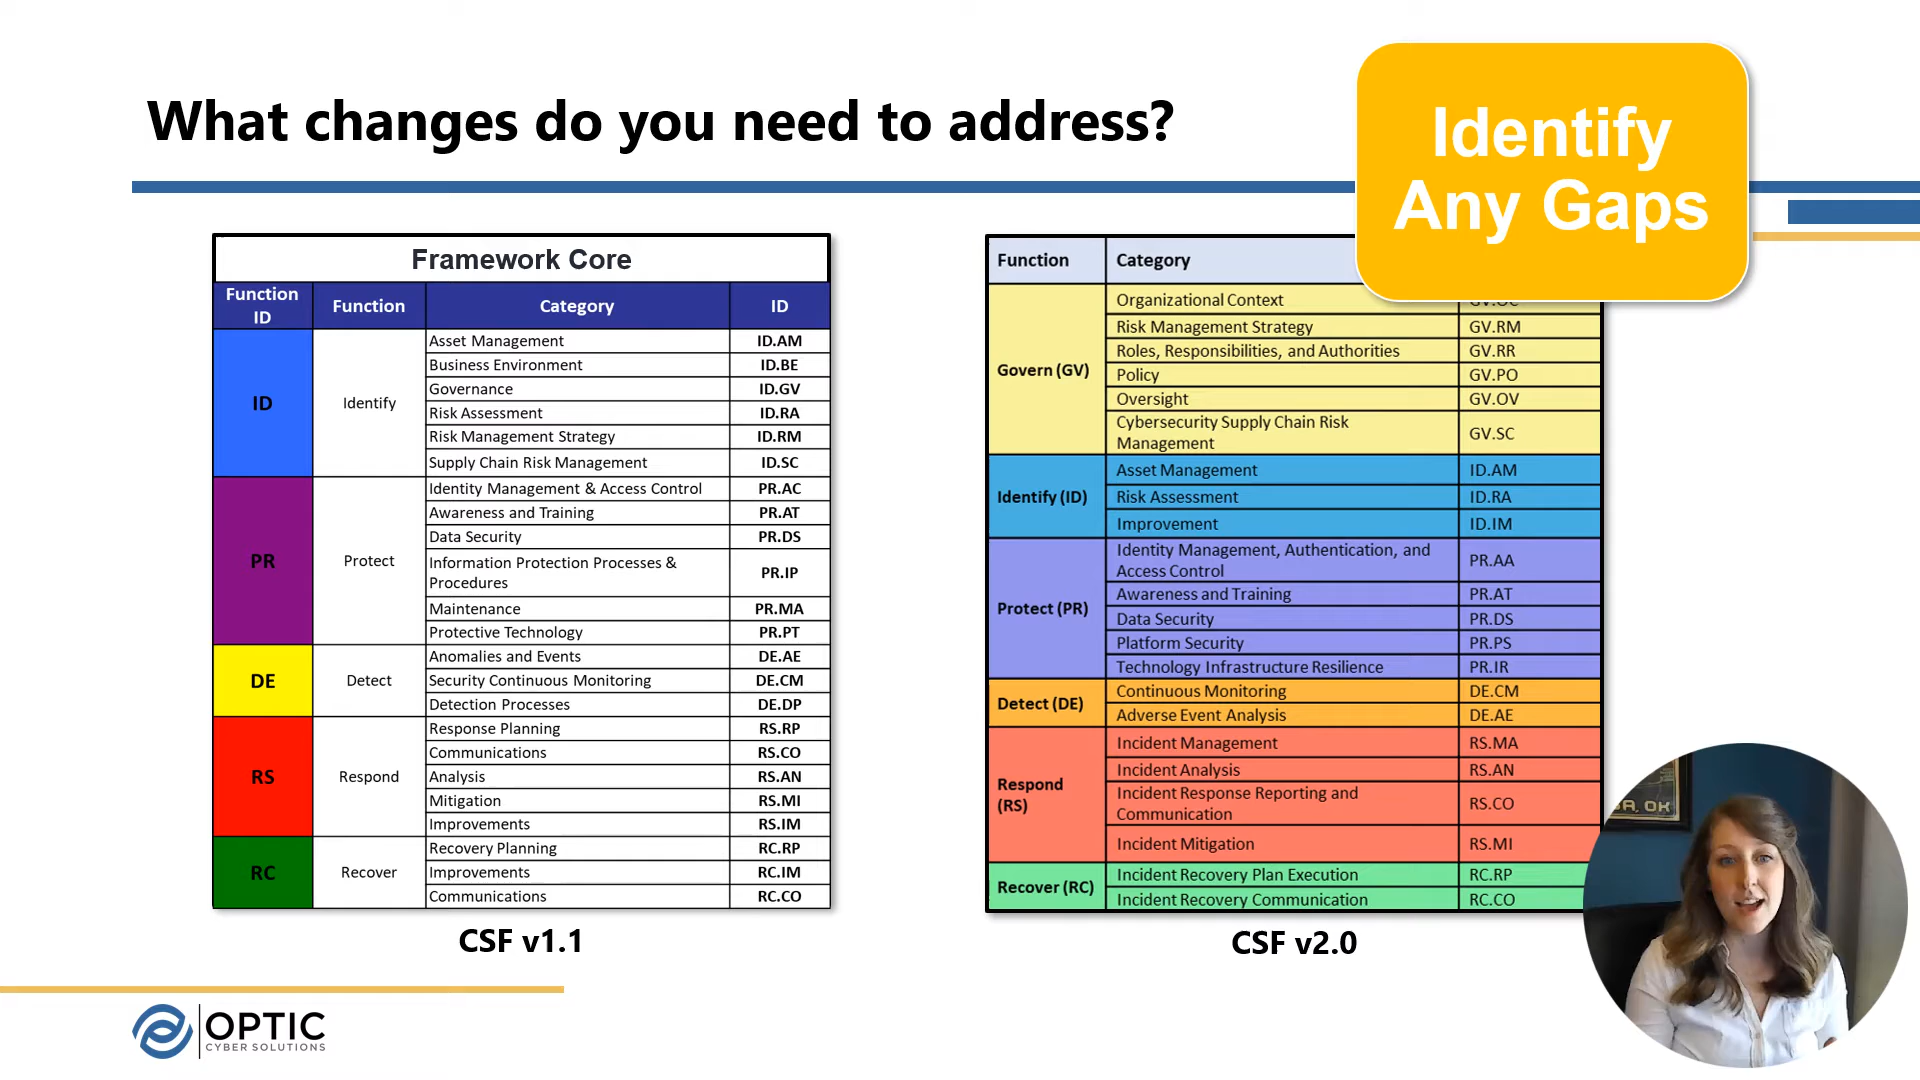 What changes do you need to address?
Identify
Any Gaps
Framework Core
Function ID Function Category ID
ID Identify Asset Management ID.AM
Business Environment ID.BE
Governance ID.GV
Risk Assessment ID.RA
Risk Management Strategy ID.RM
Supply Chain Risk Management ID.SC
PR Protect Identity Management & Access Control PR.AC
Awareness and Training PR.AT
Data Security PR.DS
Information Protection Processes &
Procedures PR.IP
Maintenance PR.MA
Protective Technology PR.PT
DE Detect Anomalies and Events DE.AE
Security Continuous Monitoring DE.CM
Detection Processes DE.DP
RS Respond Response Planning RS.RP
Communications RS.CO
Analysis RS.AN
Mitigation RS.MI
Improvements RS.IM
RC Recover Recovery Planning RC.RP
Improvements RC.IM
Communications RC.CO
CSF v1.1
Function Category
Govern (GV) Organizational Context GV.OC
Risk Management Strategy GV.RM
Roles, Responsibilities, and Authorities GV.RR
Policy GV.PO
Oversight GV.OV
Cybersecurity Supply Chain Risk
Management GV.SC
Identify (ID) Asset Management ID.AM
Risk Assessment ID.RA
Improvement ID.IM
Protect (PR) Identity Management, Authentication, and
Access Control PR.AA
Awareness and Training PR.AT
Data Security PR.DS
Platform Security PR.PS
Technology Infrastructure Resilience PR.IR
Detect (DE) Continuous Monitoring DE.CM
Adverse Event Analysis DE.AE
Respond
(RS) Incident Management RS.MA
Incident Analysis RS.AN
Incident Response Reporting and
Communication RS.CO
Incident Mitigation RS.MI
Recover (RC) Incident Recovery Plan Execution RC.RP
Incident Recovery Communication RC.CO
CSF v2.0
OPTIC
CYBER SOLUTIONS